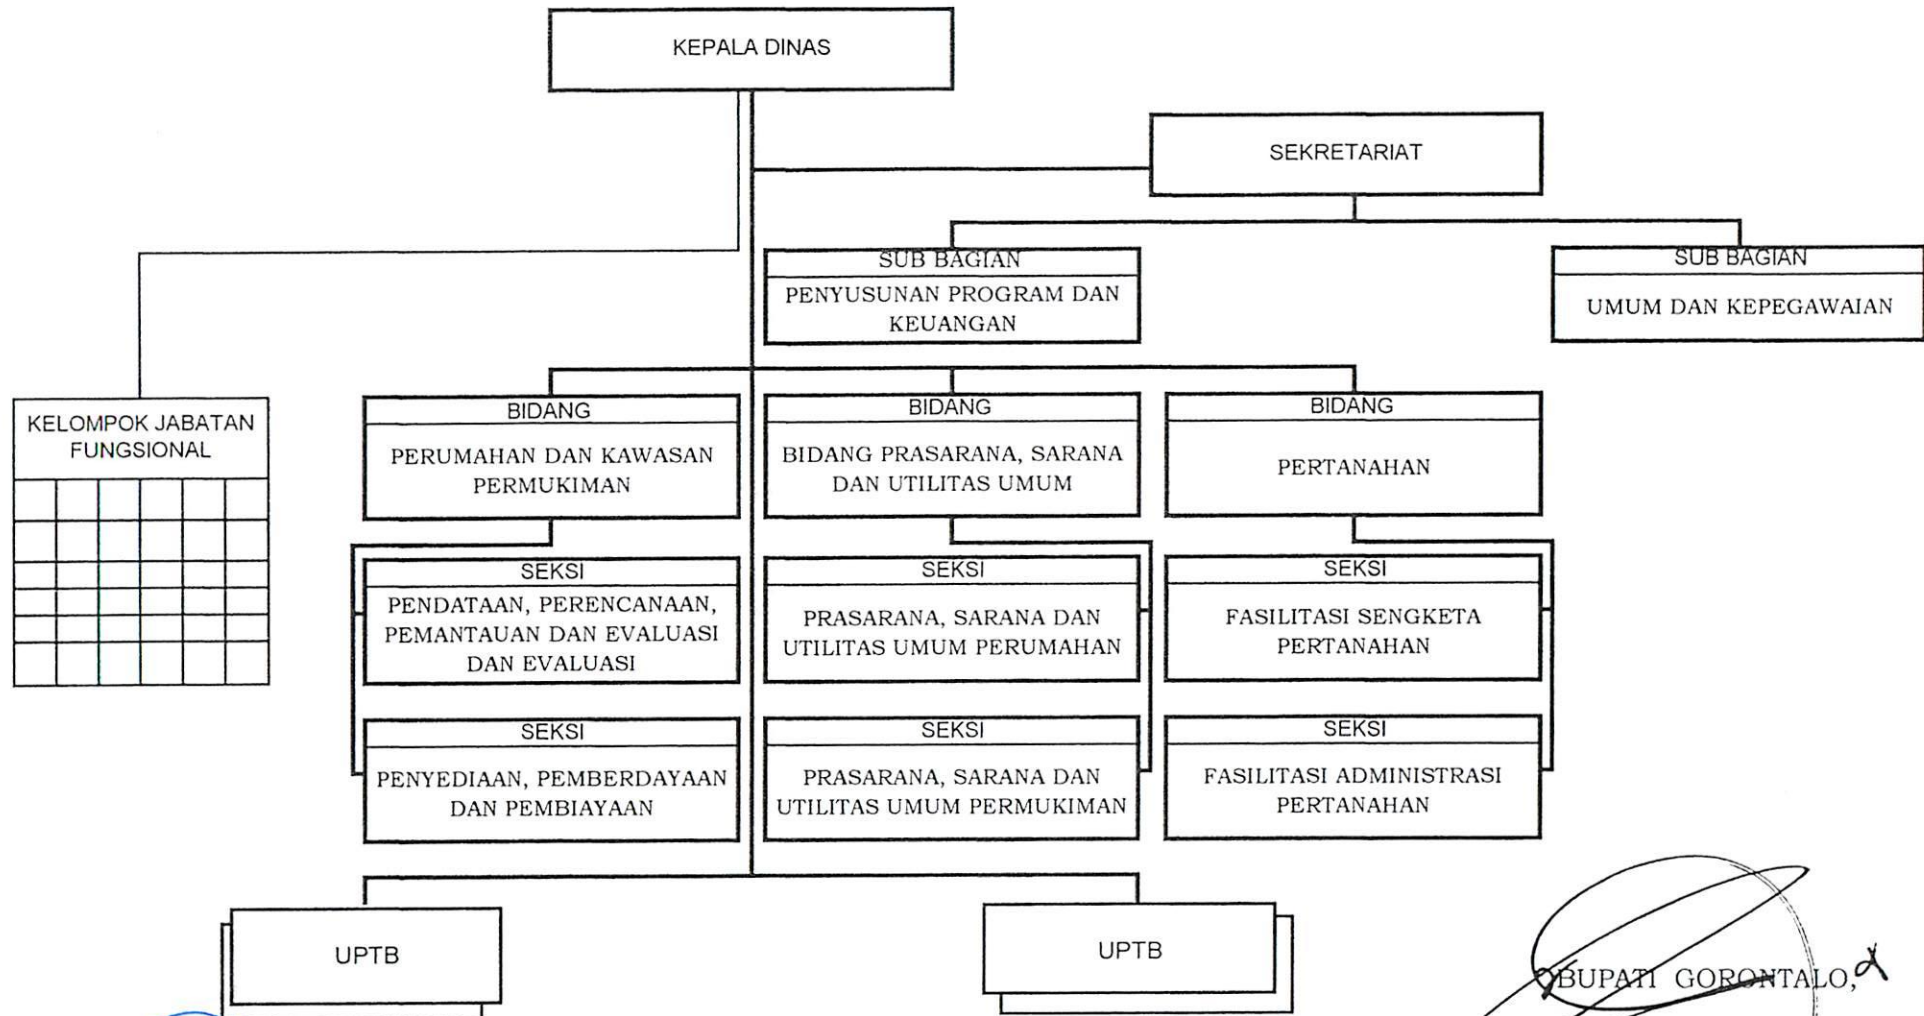 KEPALA DINAS
SEKRETARIAT
SUB BAGIAN
PENYUSUNAN PROGRAM DAN
KEUANGAN
SUB BAGIAN
UMUM DAN KEPEGAWAIAN
KELOMPOK JABATAN
FUNGSIONAL
BIDANG
PERUMAHAN DAN KAWASAN
PERMUKIMAN
BIDANG
BIDANG PRASARANA, SARANA
DAN UTILITAS UMUM
BIDANG
PERTANAHAN
SEKSI
PENDATAAN, PERENCANAAN,
PEMANTAUAN DAN EVALUASI
DAN EVALUASI
SEKSI
PRASARANA, SARANA DAN
UTILITAS UMUM PERUMAHAN
SEKSI
FASILITASI SENGKETA
PERTANAHAN
SEKSI
PENYEDIAAN, PEMBERDAYAAN
DAN PEMBIAYAAN
SEKSI
PRASARANA, SARANA DAN
UTILITAS UMUM PERMUKIMAN
SEKSI
FASILITASI ADMINISTRASI
PERTANAHAN
UPTB
UPTB
BUPATI GORONTALO,